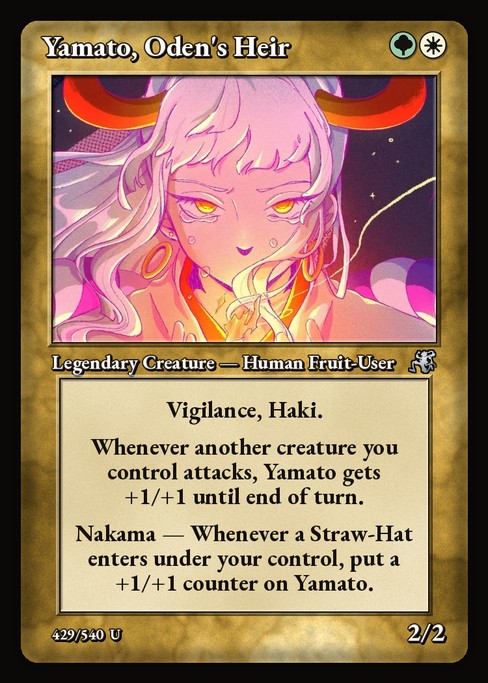 Yamato, Oden's Heir
Legendary Creature — Human Fruit-User
Vigilance, Haki.
Whenever another creature you
control attacks, Yamato gets
+1/+1 until end of turn.
Nakama — Whenever a Straw-Hat
enters under your control, put a
+1/+1 counter on Yamato.
429/540 U
2/2